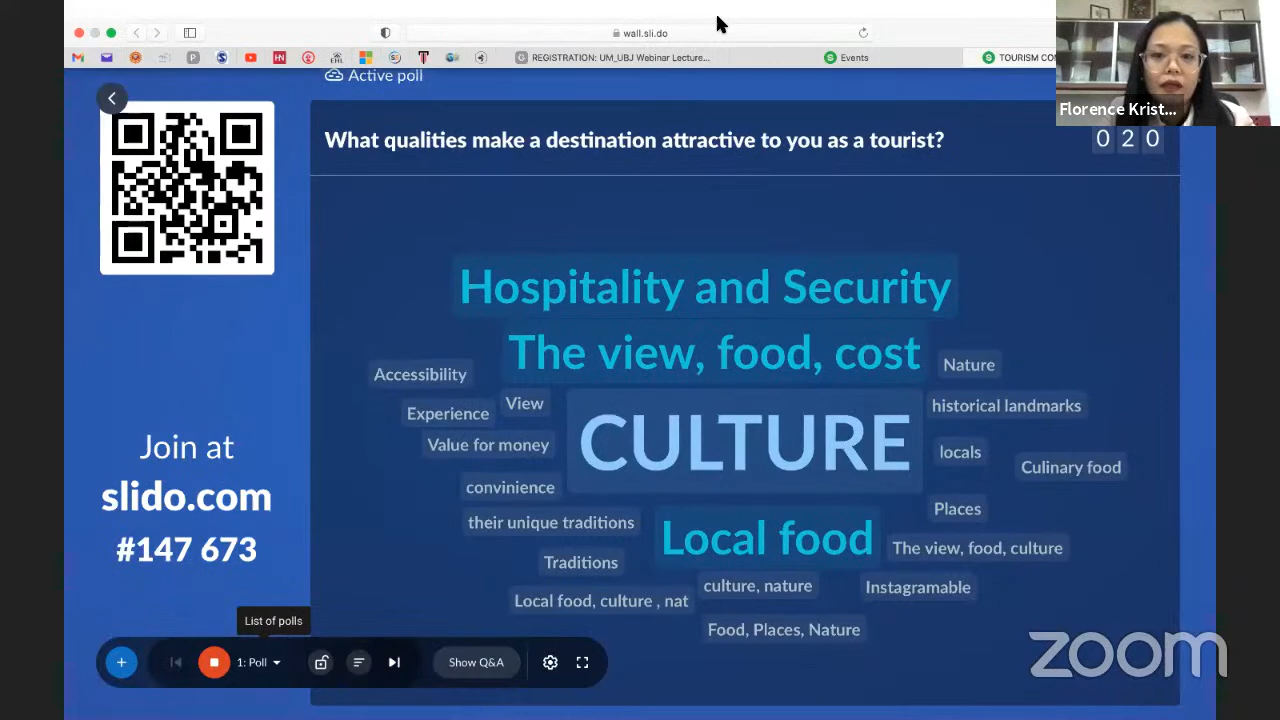 wall.sli.do
REGISTRATION: UM_UBJ Webinar Lecture...
Events
TOURISM CO
Florence Krist...
Active poll
What qualities make a destination attractive to you as a tourist?
0 2 0
Hospitality and Security
The view, food, cost
Accessibility
Nature
View
Experience
historical landmarks
CULTURE
Value for money
locals
Culinary food
convinience
Places
their unique traditions
Local food
The view, food, culture
Traditions
culture, nature
Instagramable
Local food, culture , nat
Food, Places, Nature
Join at
slido.com
#147 673
List of polls
1: Poll
Show Q&A
zoom